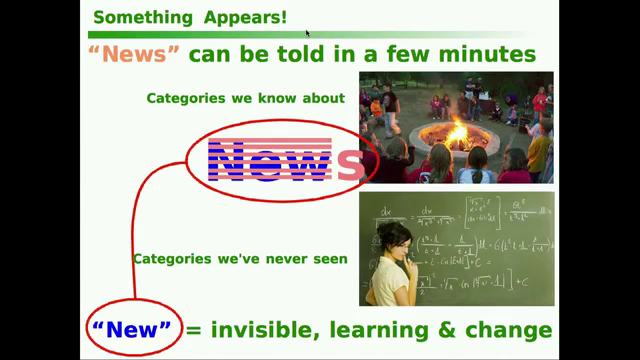 Something Appears!
“News” can be told in a few minutes
Categories we know about
News
Categories we've never seen
“New” = invisible, learning & change